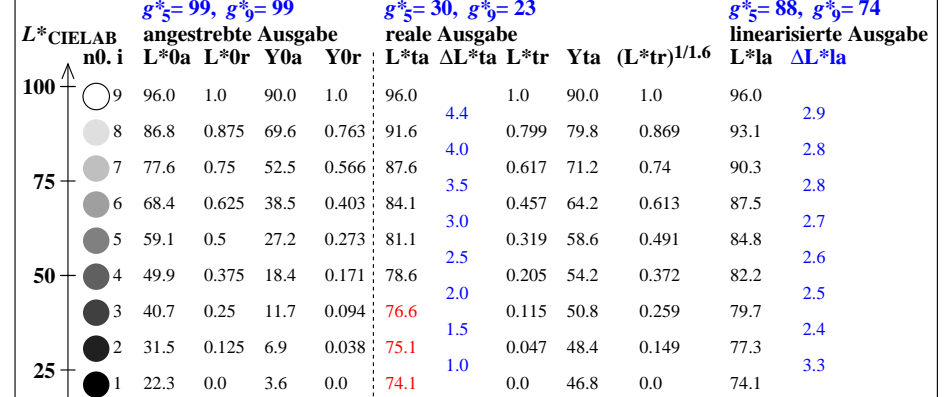 g*5= 99, g*9= 99 g*5= 30, g*9= 23 g*5= 88, g*9= 74
L*CIELAB angestrebte Ausgabe reale Ausgabe linearisierte Ausgabe
n0. i L*0a L*0r Y0a Y0r L*ta ΔL*ta L*tr Yta (L*tr)1/1.6 L*la ΔL*la
100 9 96.0 1.0 90.0 1.0 96.0 1.0 90.0 1.0 96.0
4.4 2.9
8 86.8 0.875 69.6 0.763 91.6 0.799 79.8 0.869 93.1
4.0 2.8
7 77.6 0.75 52.5 0.566 87.6 0.617 71.2 0.74 90.3
75 3.5 2.8
6 68.4 0.625 38.5 0.403 84.1 0.457 64.2 0.613 87.5
3.0 2.7
5 59.1 0.5 27.2 0.273 81.1 0.319 58.6 0.491 84.8
2.5 2.6
50 4 49.9 0.375 18.4 0.171 78.6 0.205 54.2 0.372 82.2
2.0 2.5
3 40.7 0.25 11.7 0.094 76.6 0.115 50.8 0.259 79.7
1.5 2.4
2 31.5 0.125 6.9 0.038 75.1 0.047 48.4 0.149 77.3
25 1.0 3.3
1 22.3 0.0 3.6 0.0 74.1 0.0 46.8 0.0 74.1